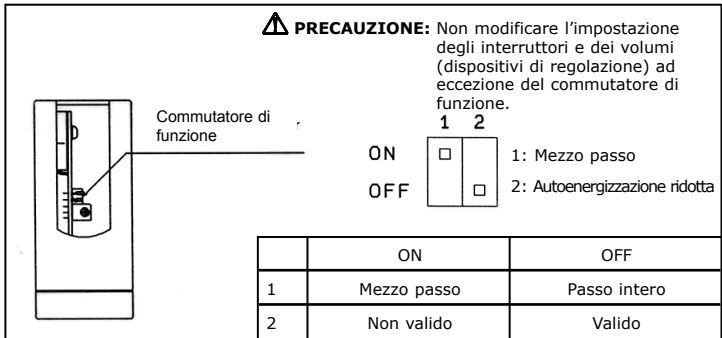 PRECAUZIONE: Non modificare l'impostazione
degli interruttori e dei volumi
(dispositivi di regolazione) ad
eccezione del commutatore di
funzione.
Commutatore di
funzione
1 2
ON
OFF
1: Mezzo passo
2: Autoenergizzazione ridotta
ON OFF
1 Mezzo passo Passo intero
2 Non valido Valido